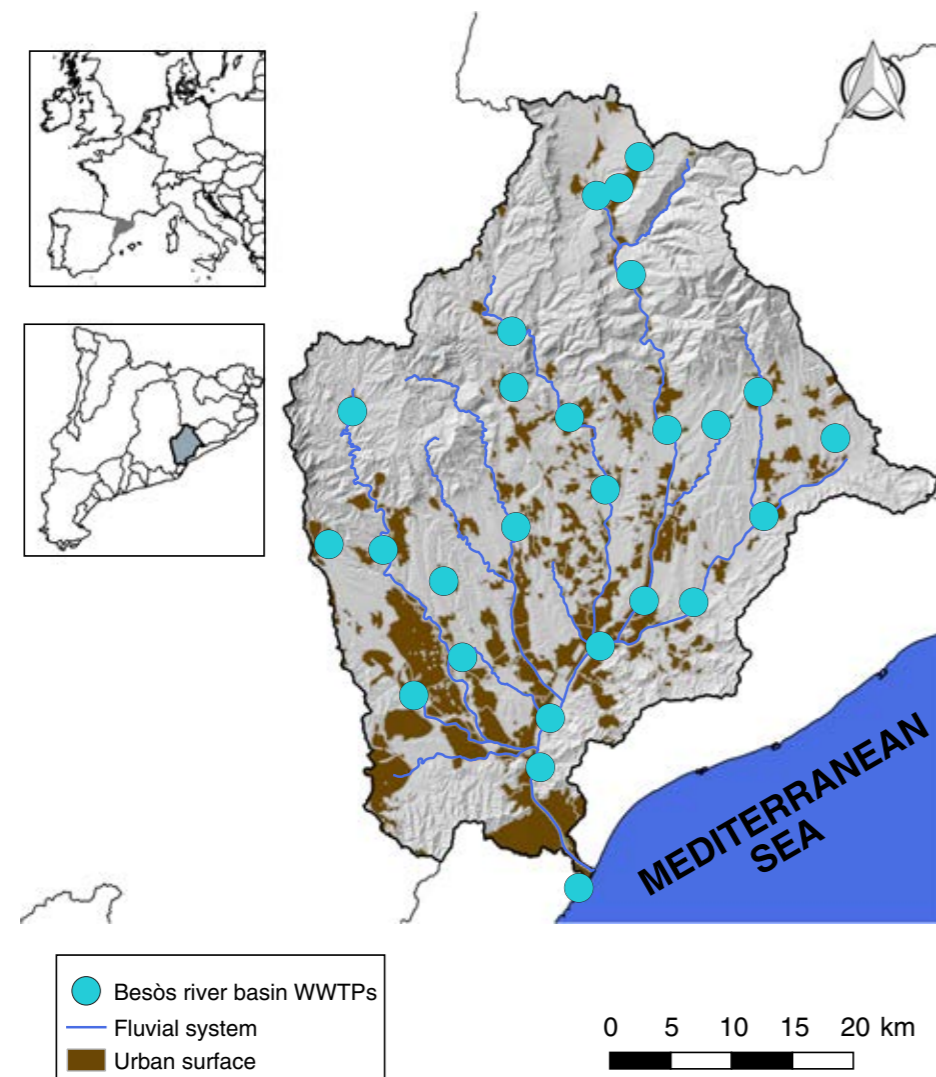 MEDITERRANEAN
SEA
Besòs river basin WWTPs
Fluvial system
Urban surface
0 5 10 15 20 km